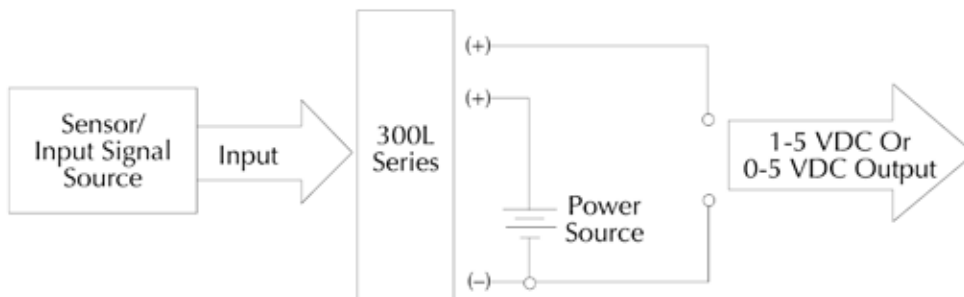 Sensor/
Input Signal
Source
Input
300L
Series
(+)
(+)
(–)
Power
Source
1-5 VDC Or
0-5 VDC Output